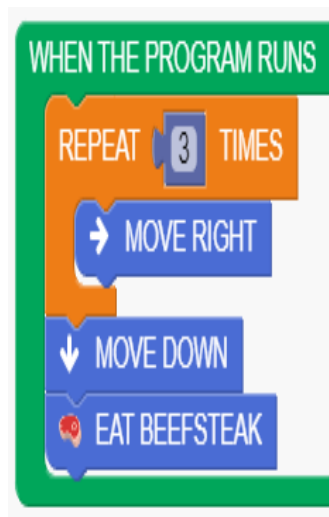 WHEN THE PROGRAM RUNS
REPEAT 3 TIMES
MOVE RIGHT
MOVE DOWN
EAT BEEFSTEAK